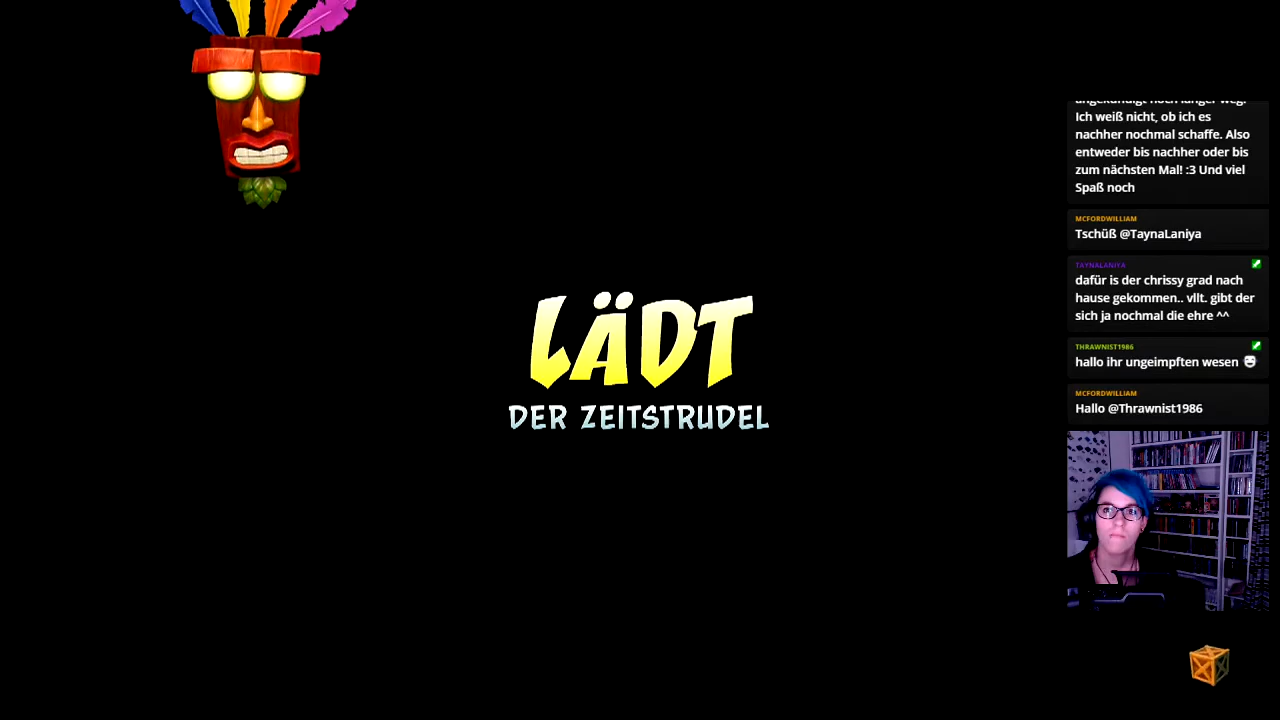 LÄDT
DER ZEITSTRUDEL
Ich weiß nicht, ob ich es
nachher nochmal schaffe. Also
entweder bis nachher oder bis
zum nächsten Mal! :3 Und viel
Spaß noch
MCFORDWILLIAM
Tschüß @TaynaLaniya
TAYNALANIYA
dafür is der chrissy grad nach
hause gekommen.. vllt. gibt der
sich ja nochmal die ehre ^^
THRAWNIST1986
hallo ihr ungeimpften wesen
MCFORDWILLIAM
Hallo @Thrawnist1986